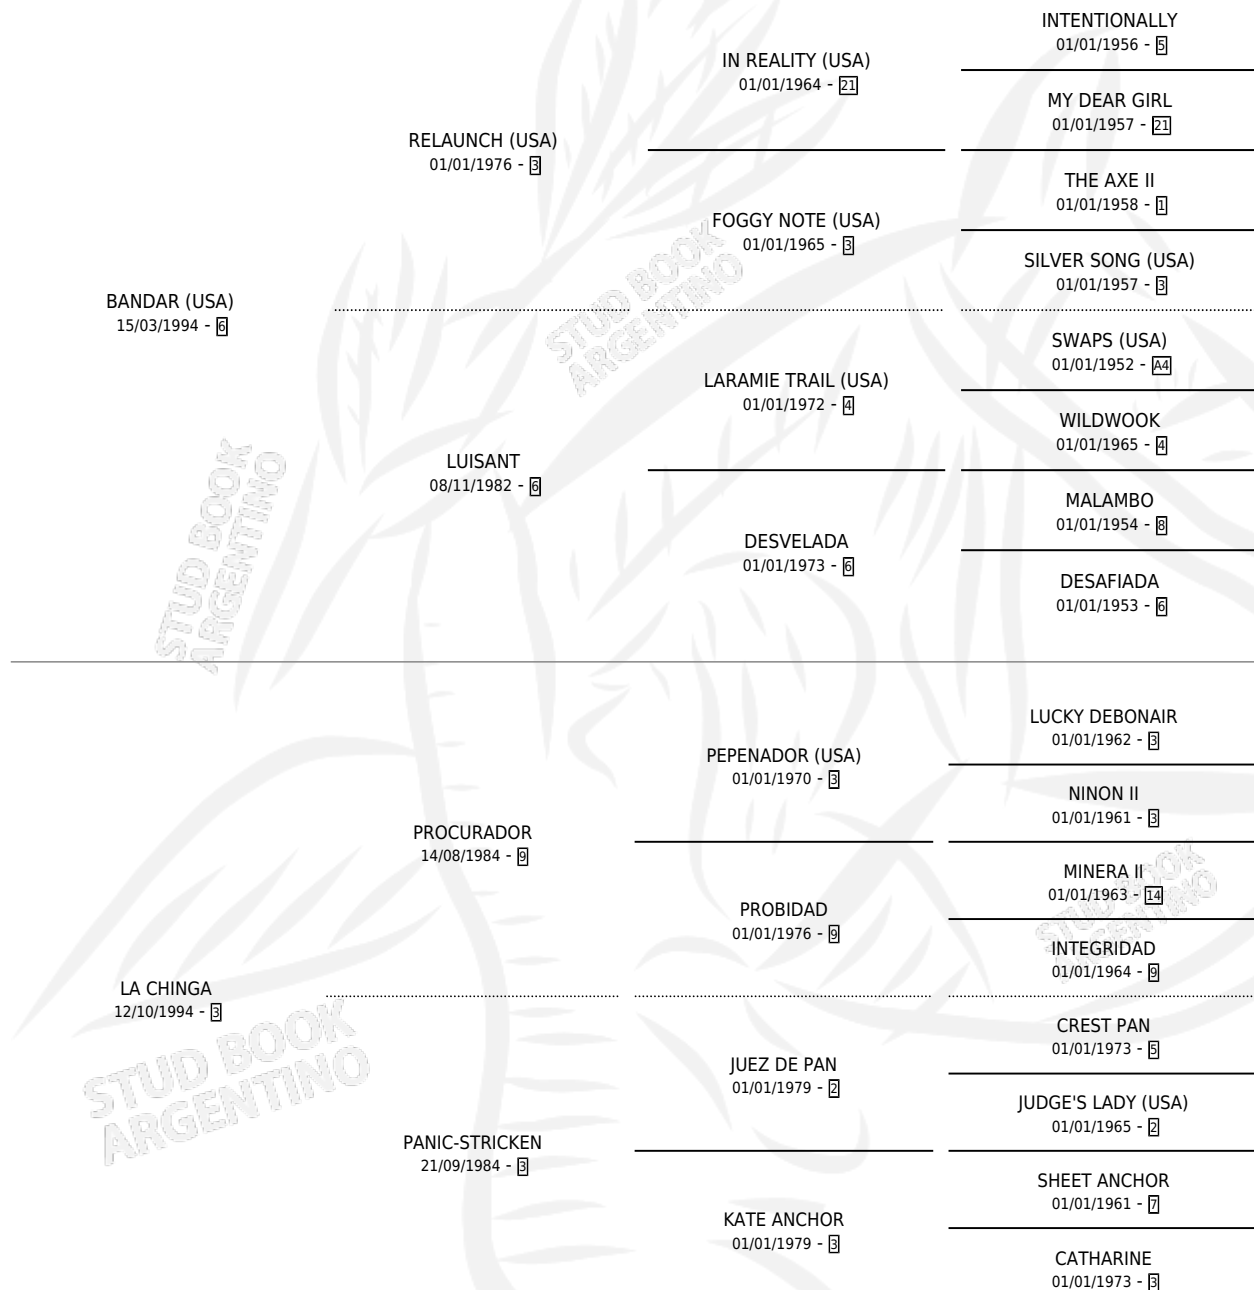 INTENTIONALLY
01/01/1956 - 5
IN REALITY (USA)
01/01/1964 - 21
MY DEAR GIRL
01/01/1957 - 21
RELAUNCH (USA)
01/01/1976 - 3
THE AXE II
01/01/1958 - 1
FOGGY NOTE (USA)
01/01/1965 - 3
SILVER SONG (USA)
01/01/1957 - 3
BANDAR (USA)
15/03/1994 - 6
SWAPS (USA)
01/01/1952 - A4
LARAMIE TRAIL (USA)
01/01/1972 - 4
WILDWOOK
01/01/1965 - 4
LUISANT
08/11/1982 - 6
MALAMBO
01/01/1954 - 8
DESVELADA
01/01/1973 - 6
DESAFIADA
01/01/1953 - 6
LUCKY DEBONAIR
01/01/1962 - 3
PEPENADOR (USA)
01/01/1970 - 3
NINON II
01/01/1961 - 3
PROCURADOR
14/08/1984 - 9
MINERA II
01/01/1963 - 14
PROBIDAD
01/01/1976 - 9
INTEGRIDAD
01/01/1964 - 9
LA CHINGA
12/10/1994 - 3
CREST PAN
01/01/1973 - 5
JUEZ DE PAN
01/01/1979 - 2
JUDGE'S LADY (USA)
01/01/1965 - 2
PANIC-STRICKEN
21/09/1984 - 3
SHEET ANCHOR
01/01/1961 - 7
KATE ANCHOR
01/01/1979 - 3
CATHARINE
01/01/1973 - 3
STUD BOOK
ARGENTINO
STUD BOOK
ARGENTINO
STUD BOOK
ARGENTINO
STUD BOOK
ARGENTINO